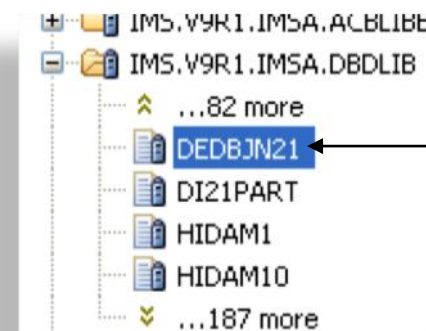 IMS.V9R1.IMSA.ACBLIBE
IMS.V9R1.IMSA.DBDLIB
...82 more
DEDBJN21
DI21PART
HIDAM1
HIDAM10
...187 more